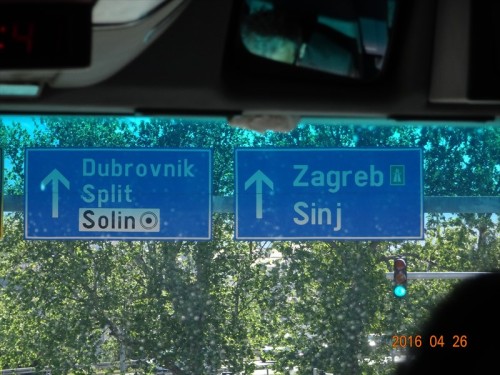 Dubrovnik
Split
Solin
Zagreb
Sinj
2016 04 26